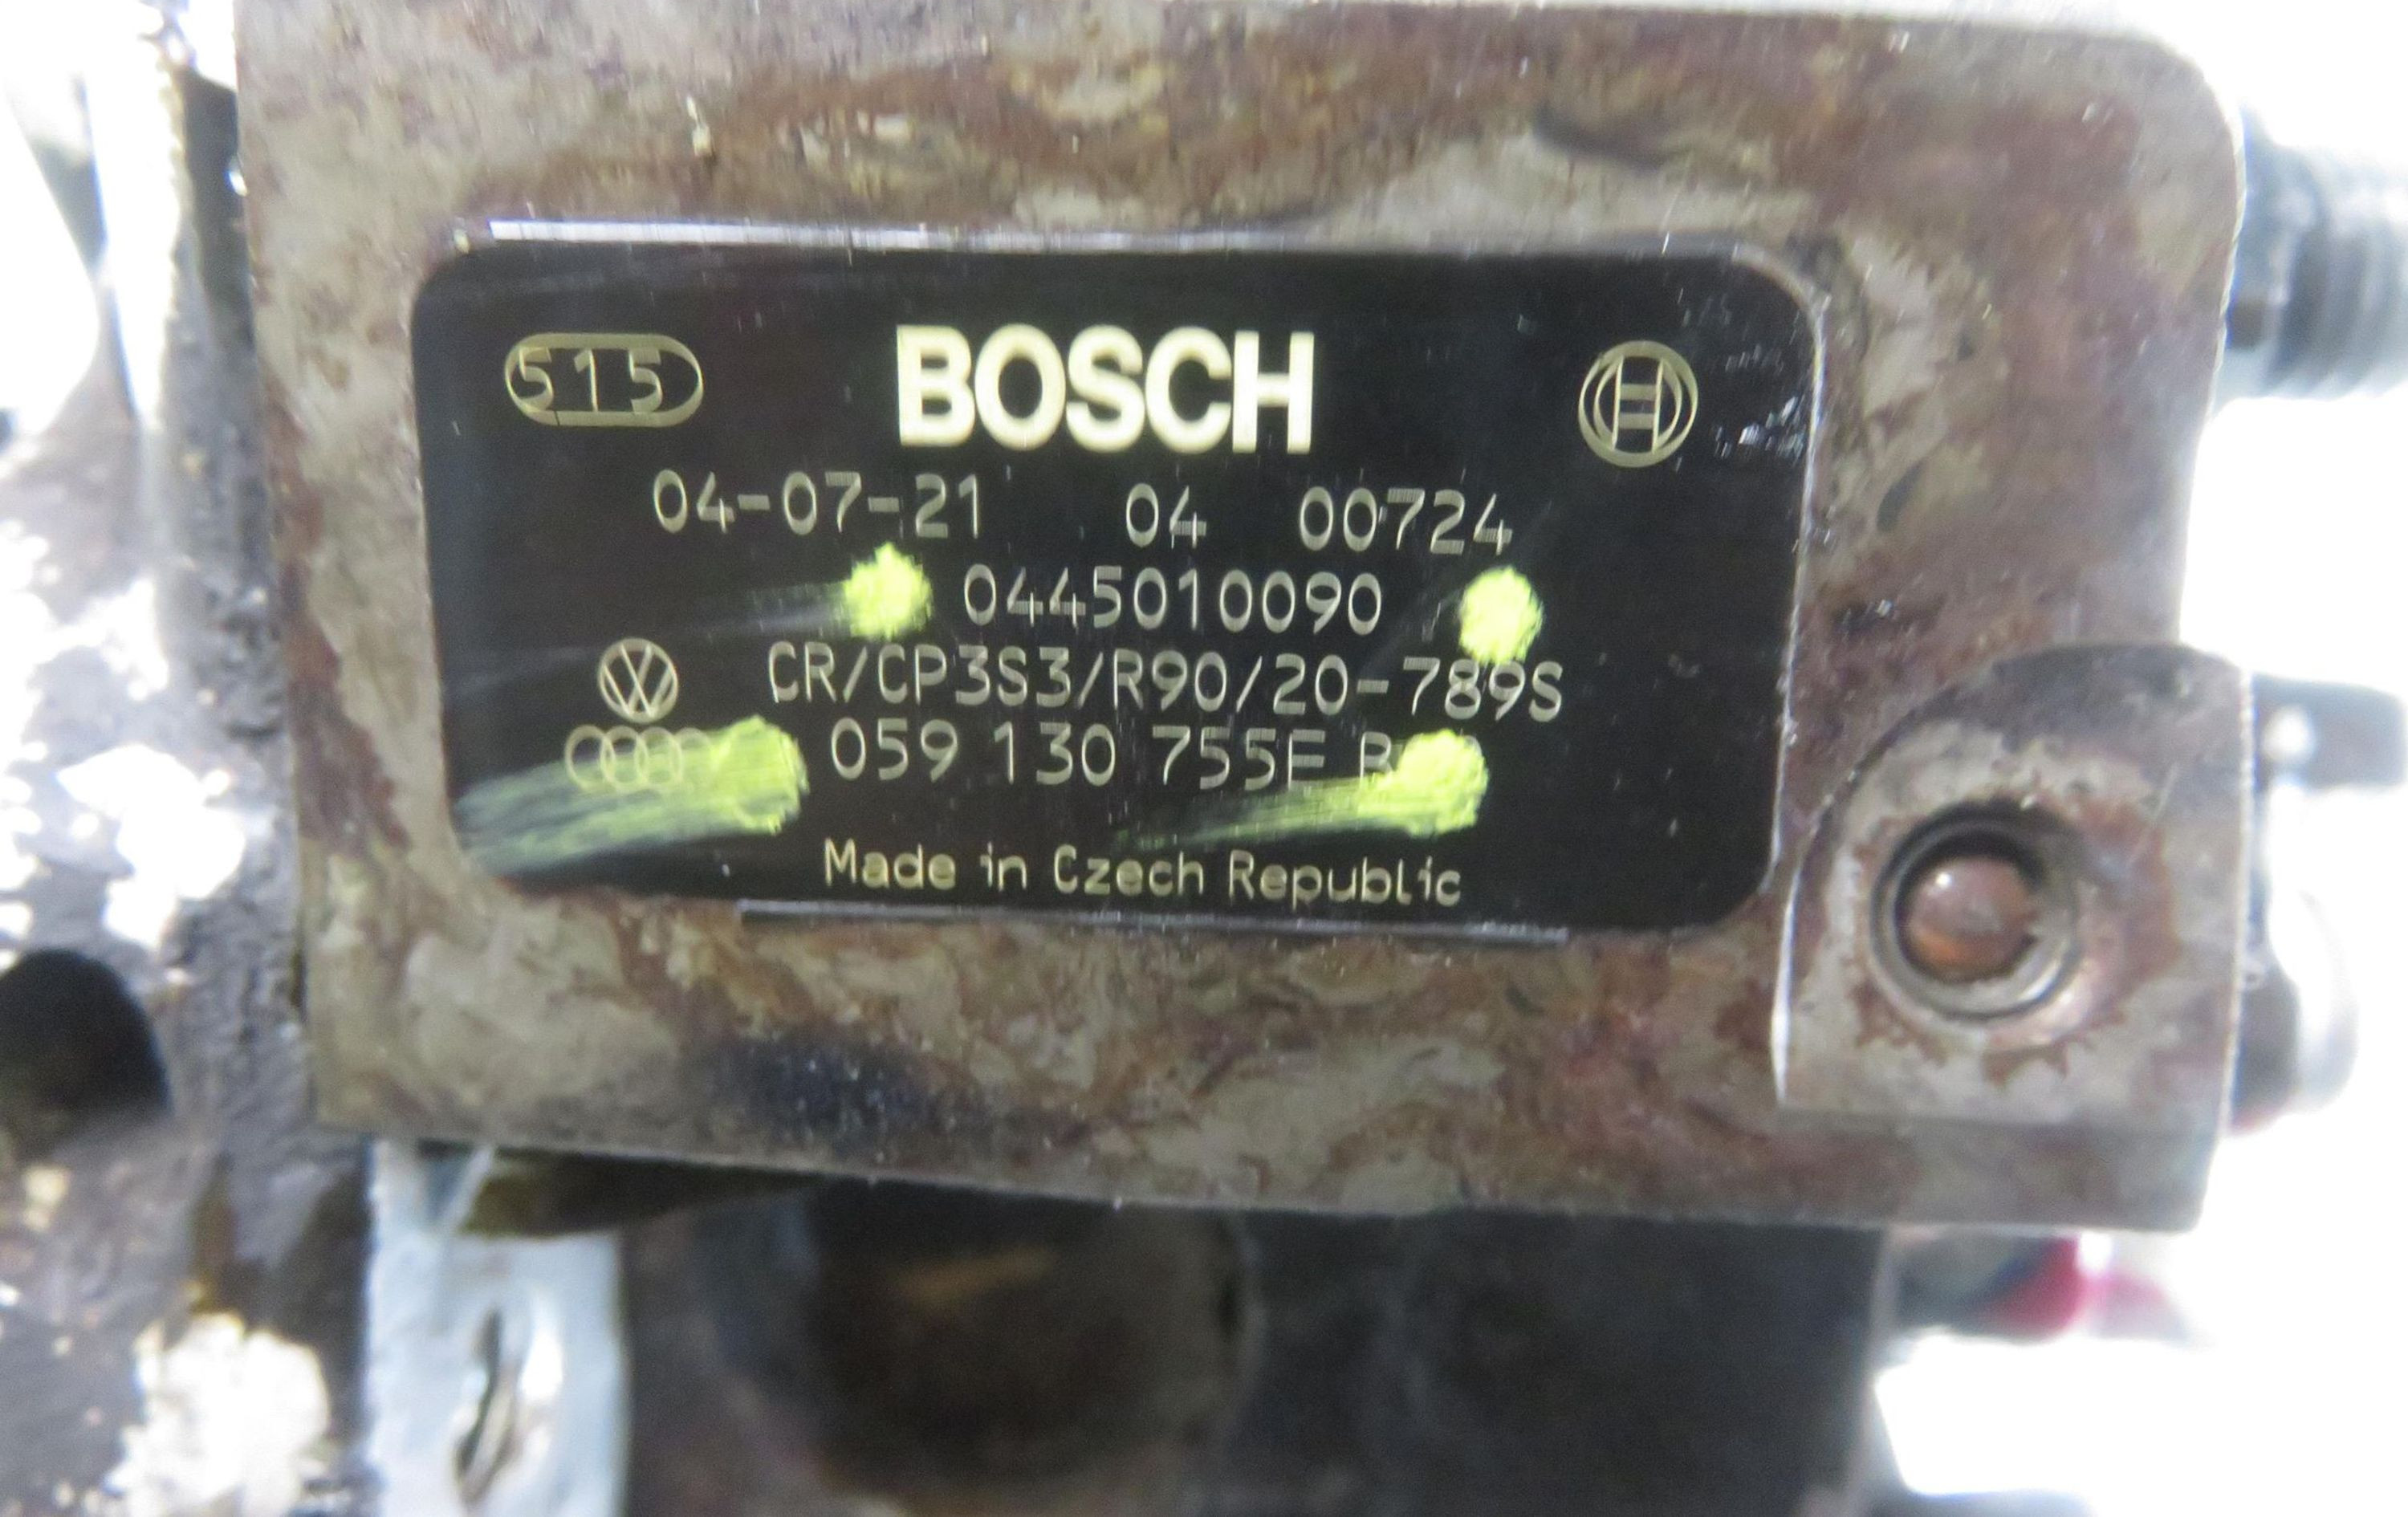 515 BOSCH
04-07-21 04 00724
0445010090
CR/CP3S3/R90/20-789S
059 130 755
Made in Czech Republic